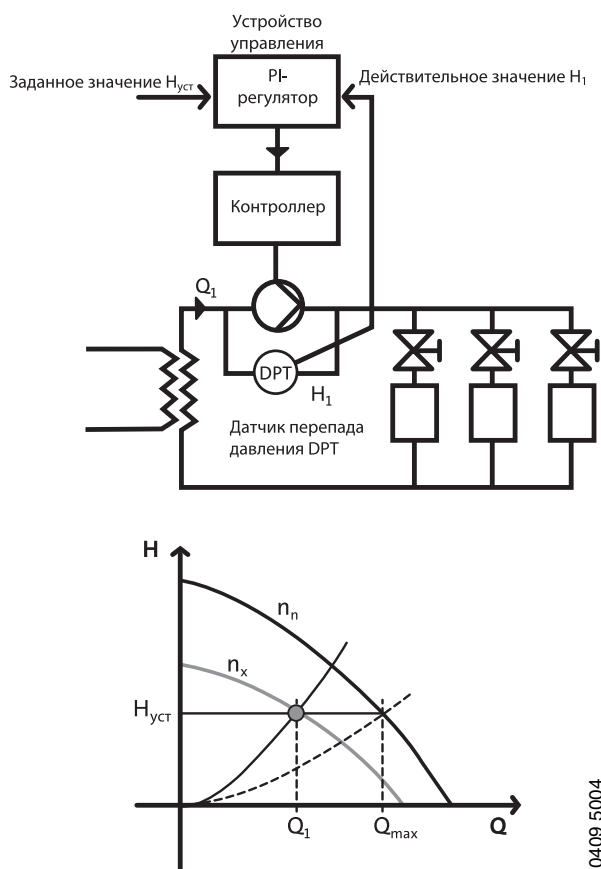 Устройство
управления
Заданное значение Hуст
PI-
регулятор
Действительное значение H1
Контроллер
Q1
DPT
H1
Датчик перепада
давления DPT
H
nn
nx
Hуст
Q1
Qmax
Q
0409 5004